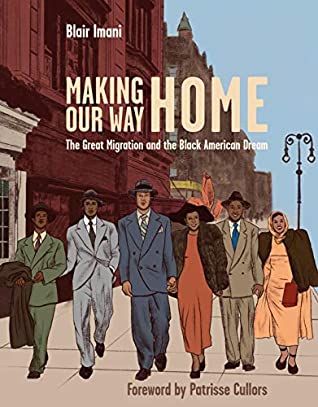 Blair Imani
MAKING
OUR WAY HOME
The Great Migration and the Black American Dream
Foreword by Patrisse Cullors